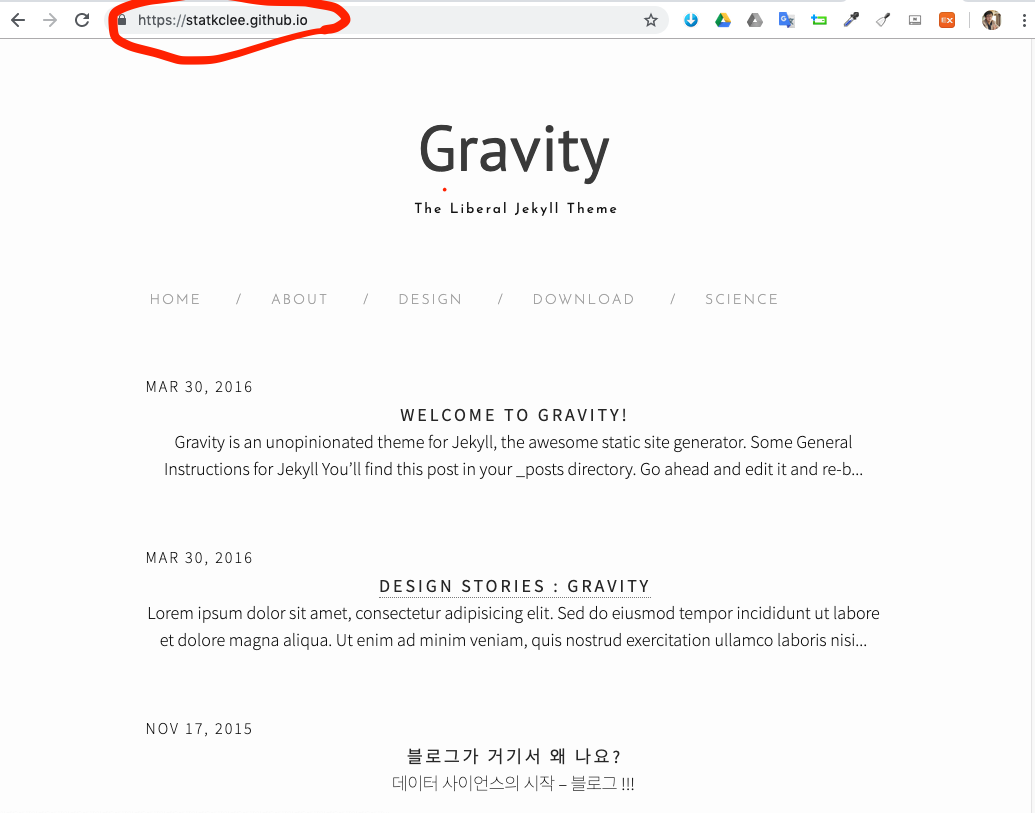 https://statkclee.github.io
EX
Gravity
The Liberal Jekyll Theme
HOME / ABOUT / DESIGN / DOWNLOAD / SCIENCE
MAR 30, 2016
WELCOME TO GRAVITY!
Gravity is an unopinionated theme for Jekyll, the awesome static site generator. Some General
Instructions for Jekyll You’ll find this post in your _posts directory. Go ahead and edit it and re-b...
MAR 30, 2016
DESIGN STORIES : GRAVITY
Lorem ipsum dolor sit amet, consectetur adipisicing elit. Sed do eiusmod tempor incididunt ut labore
et dolore magna aliqua. Ut enim ad minim veniam, quis nostrud exercitation ullamco laboris nisi...
NOV 17, 2015
블로그가 거기서 왜 나요?
데이터 사이언스의 시작 – 블로그 !!!